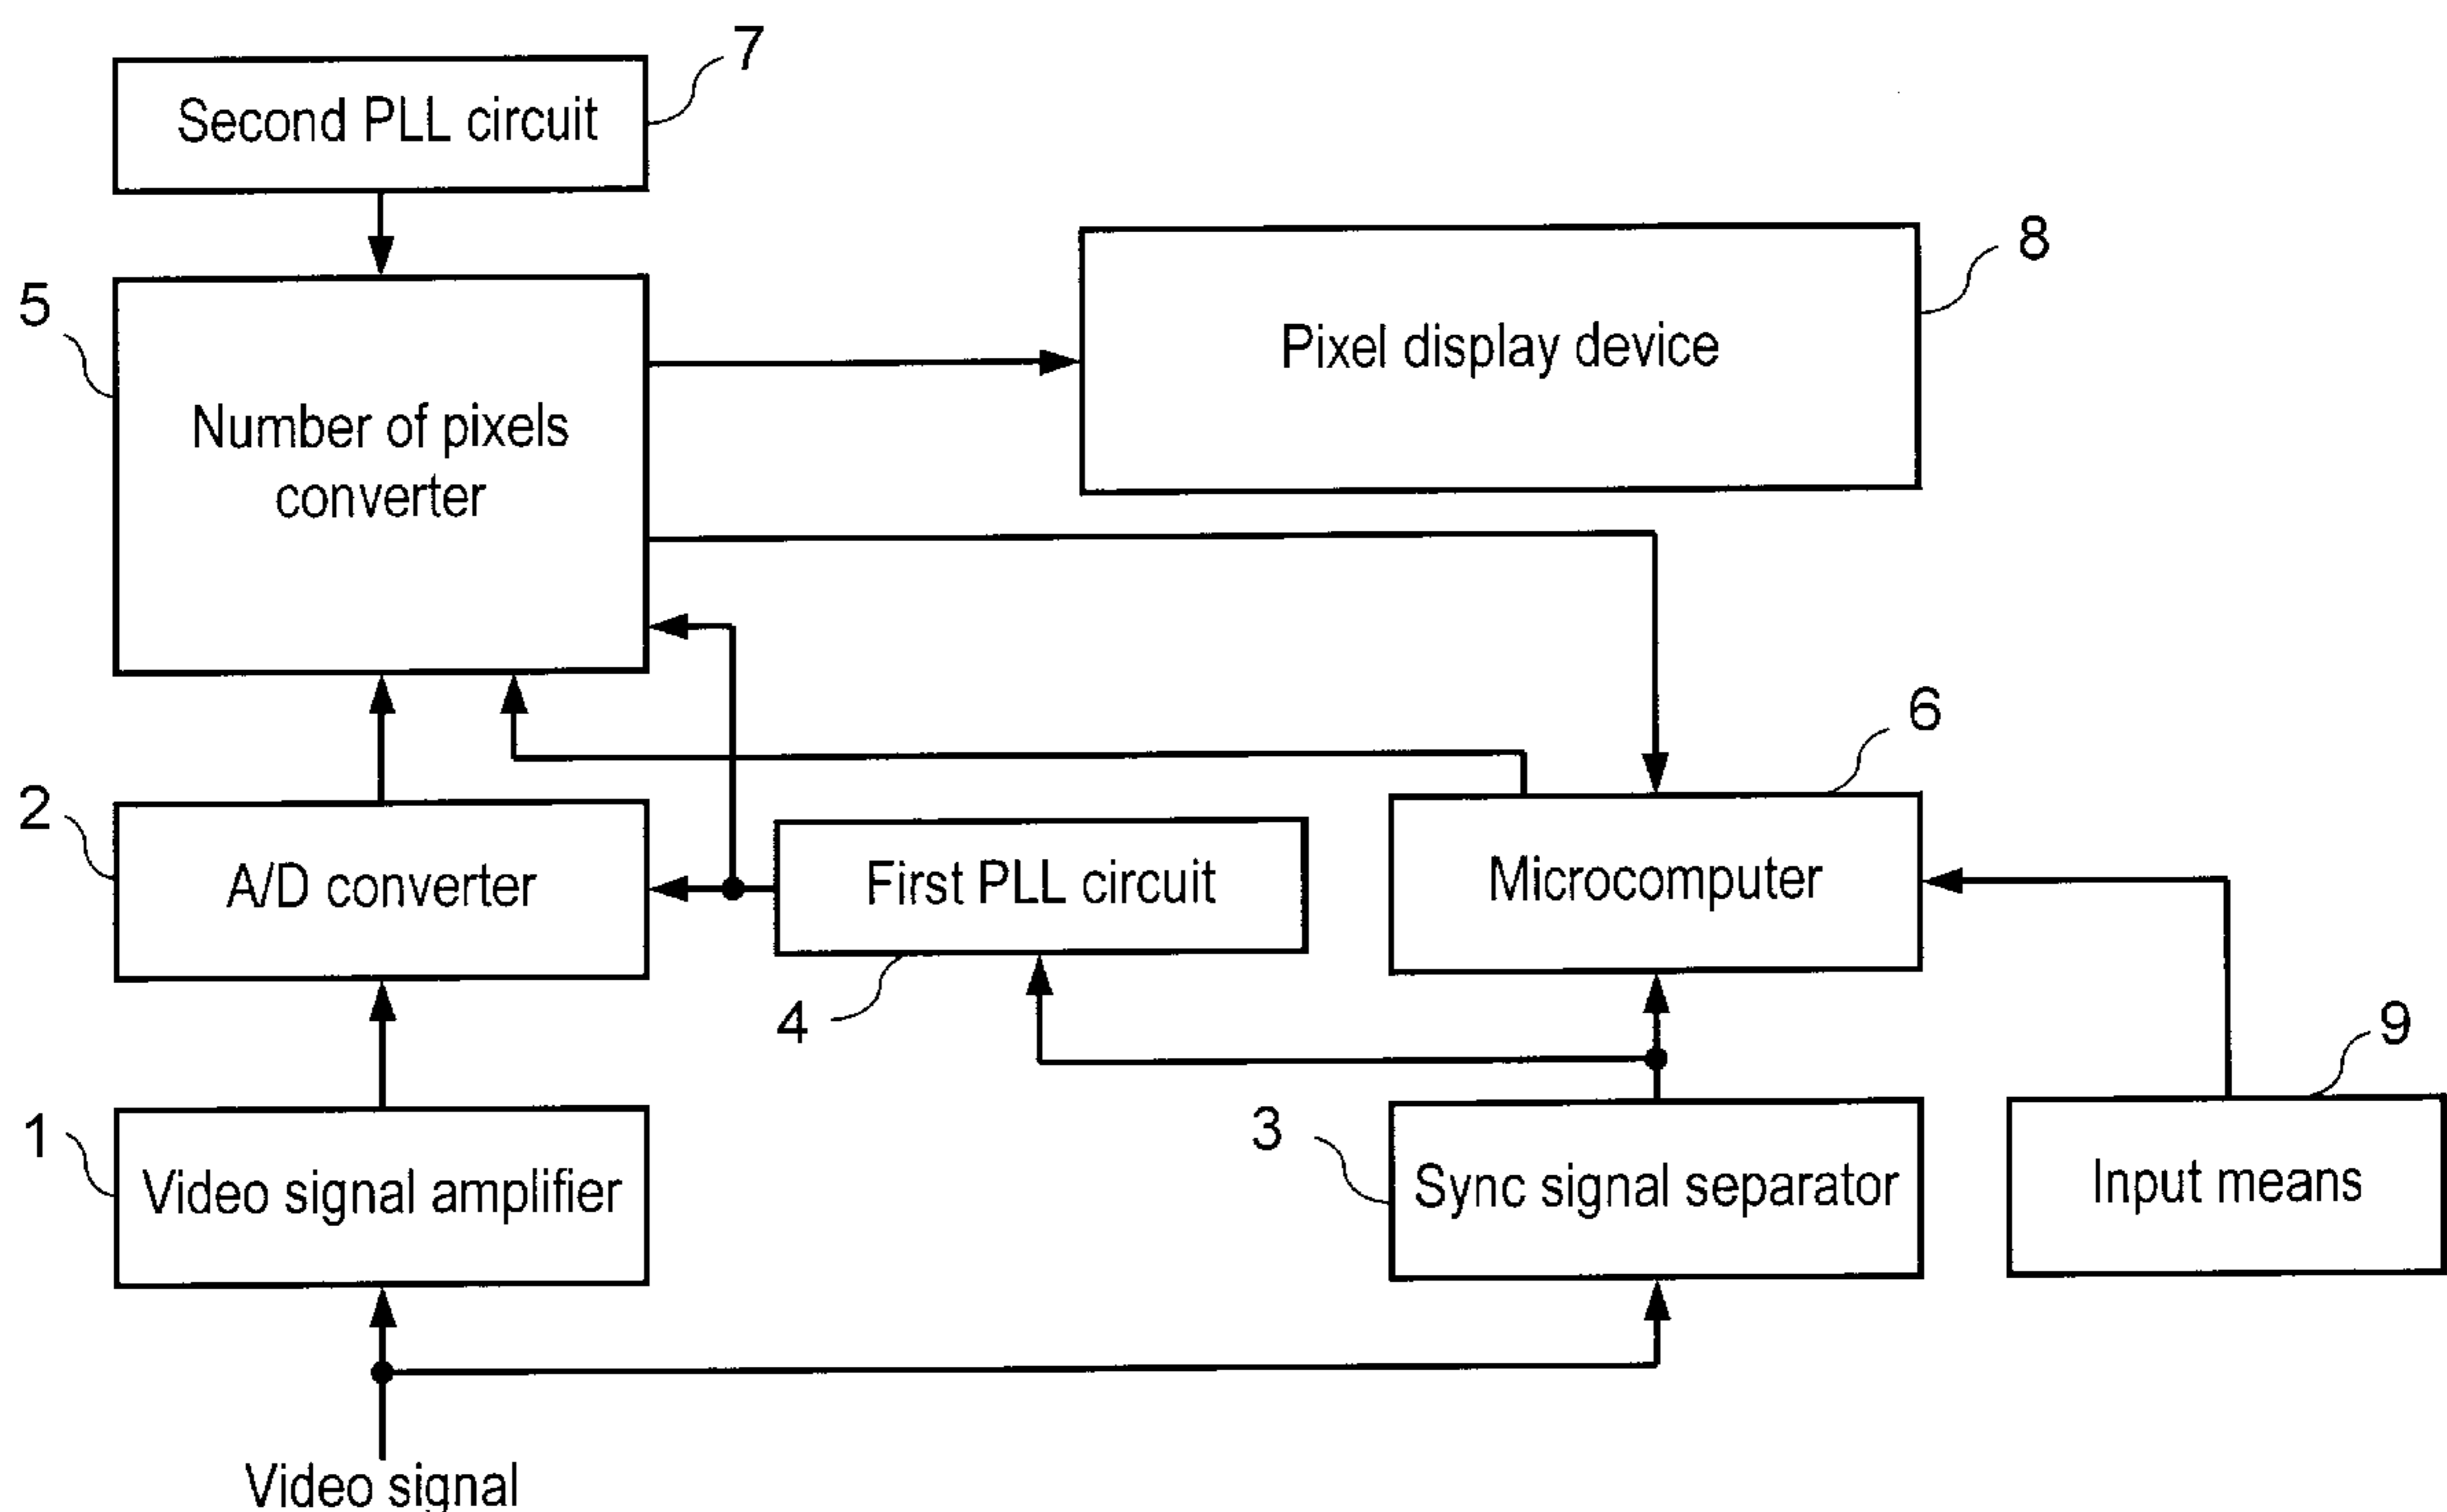 7
Second PLL circuit
8
5
Pixel display device
Number of pixels
converter
6
2
A/D converter
First PLL circuit
Microcomputer
4
9
1
3
Video signal amplifier
Sync signal separator
Input means
Video signal